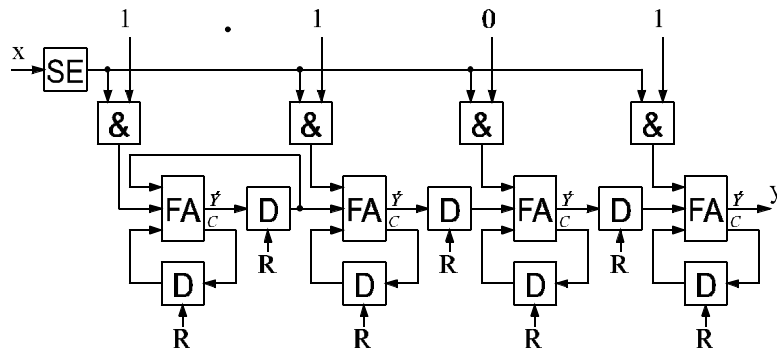 1 1 0 1
x SE
& & & &
y
FA Y C D FA Y C D FA Y C D FA Y C
R R R
D D D D
R R R R